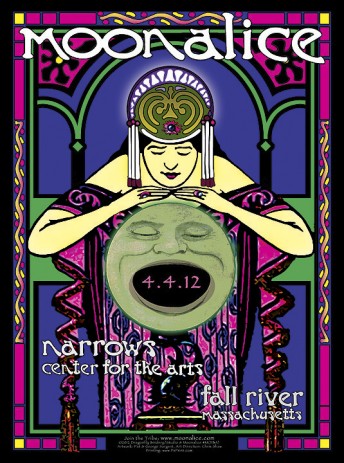 moonalice
4.4.12
narrows
center for the arts
fall river
massachusetts
Join the Tribe: www.moonalice.com